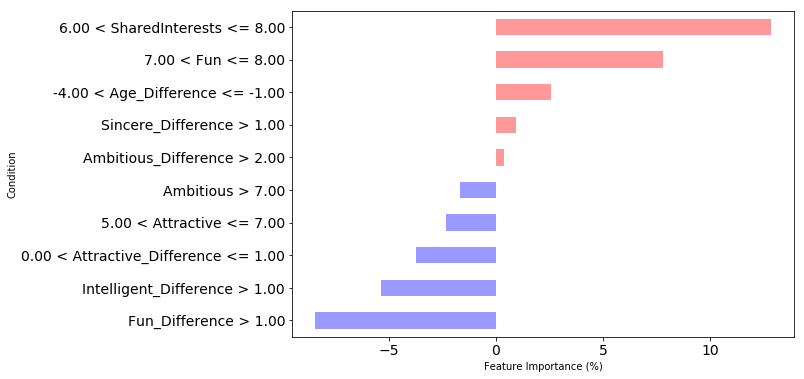 6.00 < SharedInterests <= 8.00
7.00 < Fun <= 8.00
-4.00 < Age_Difference <= -1.00
Sincere_Difference > 1.00
Ambitious_Difference > 2.00
Ambitious > 7.00
5.00 < Attractive <= 7.00
0.00 < Attractive_Difference <= 1.00
Intelligent_Difference > 1.00
Fun_Difference > 1.00
Condition
−5 0 5 10
Feature Importance (%)